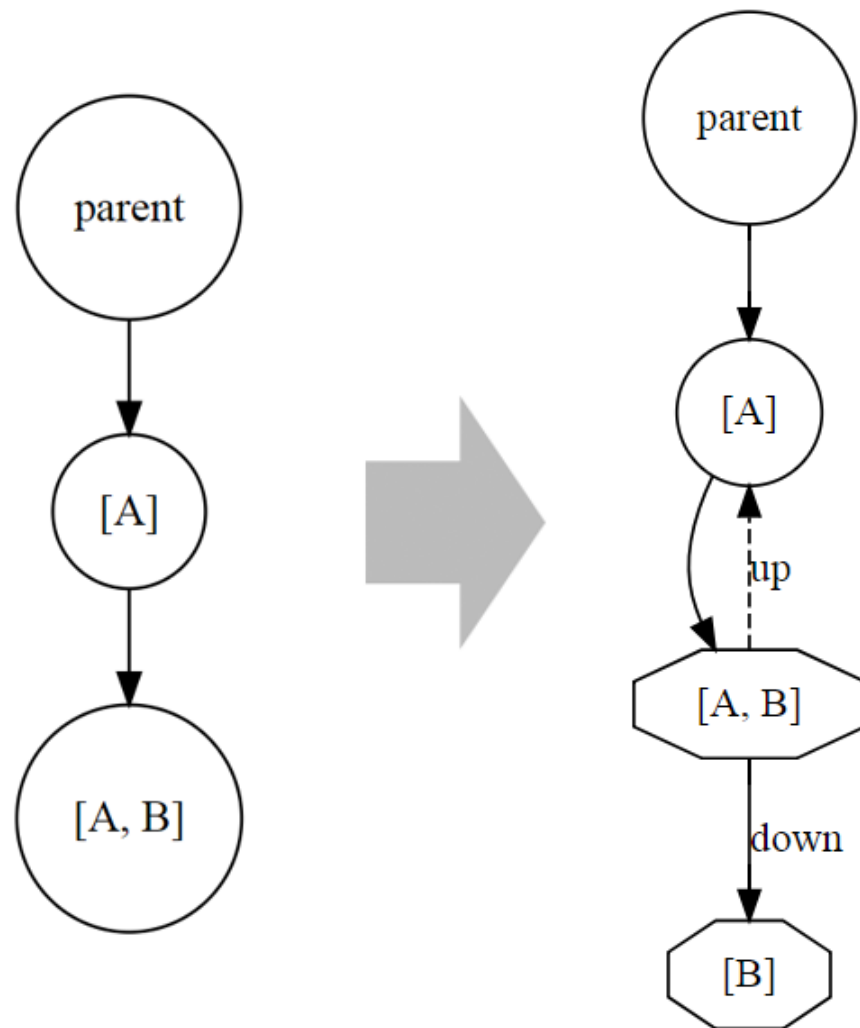 parent
[A]
[A, B]
parent
[A]
up
[A, B]
down
[B]